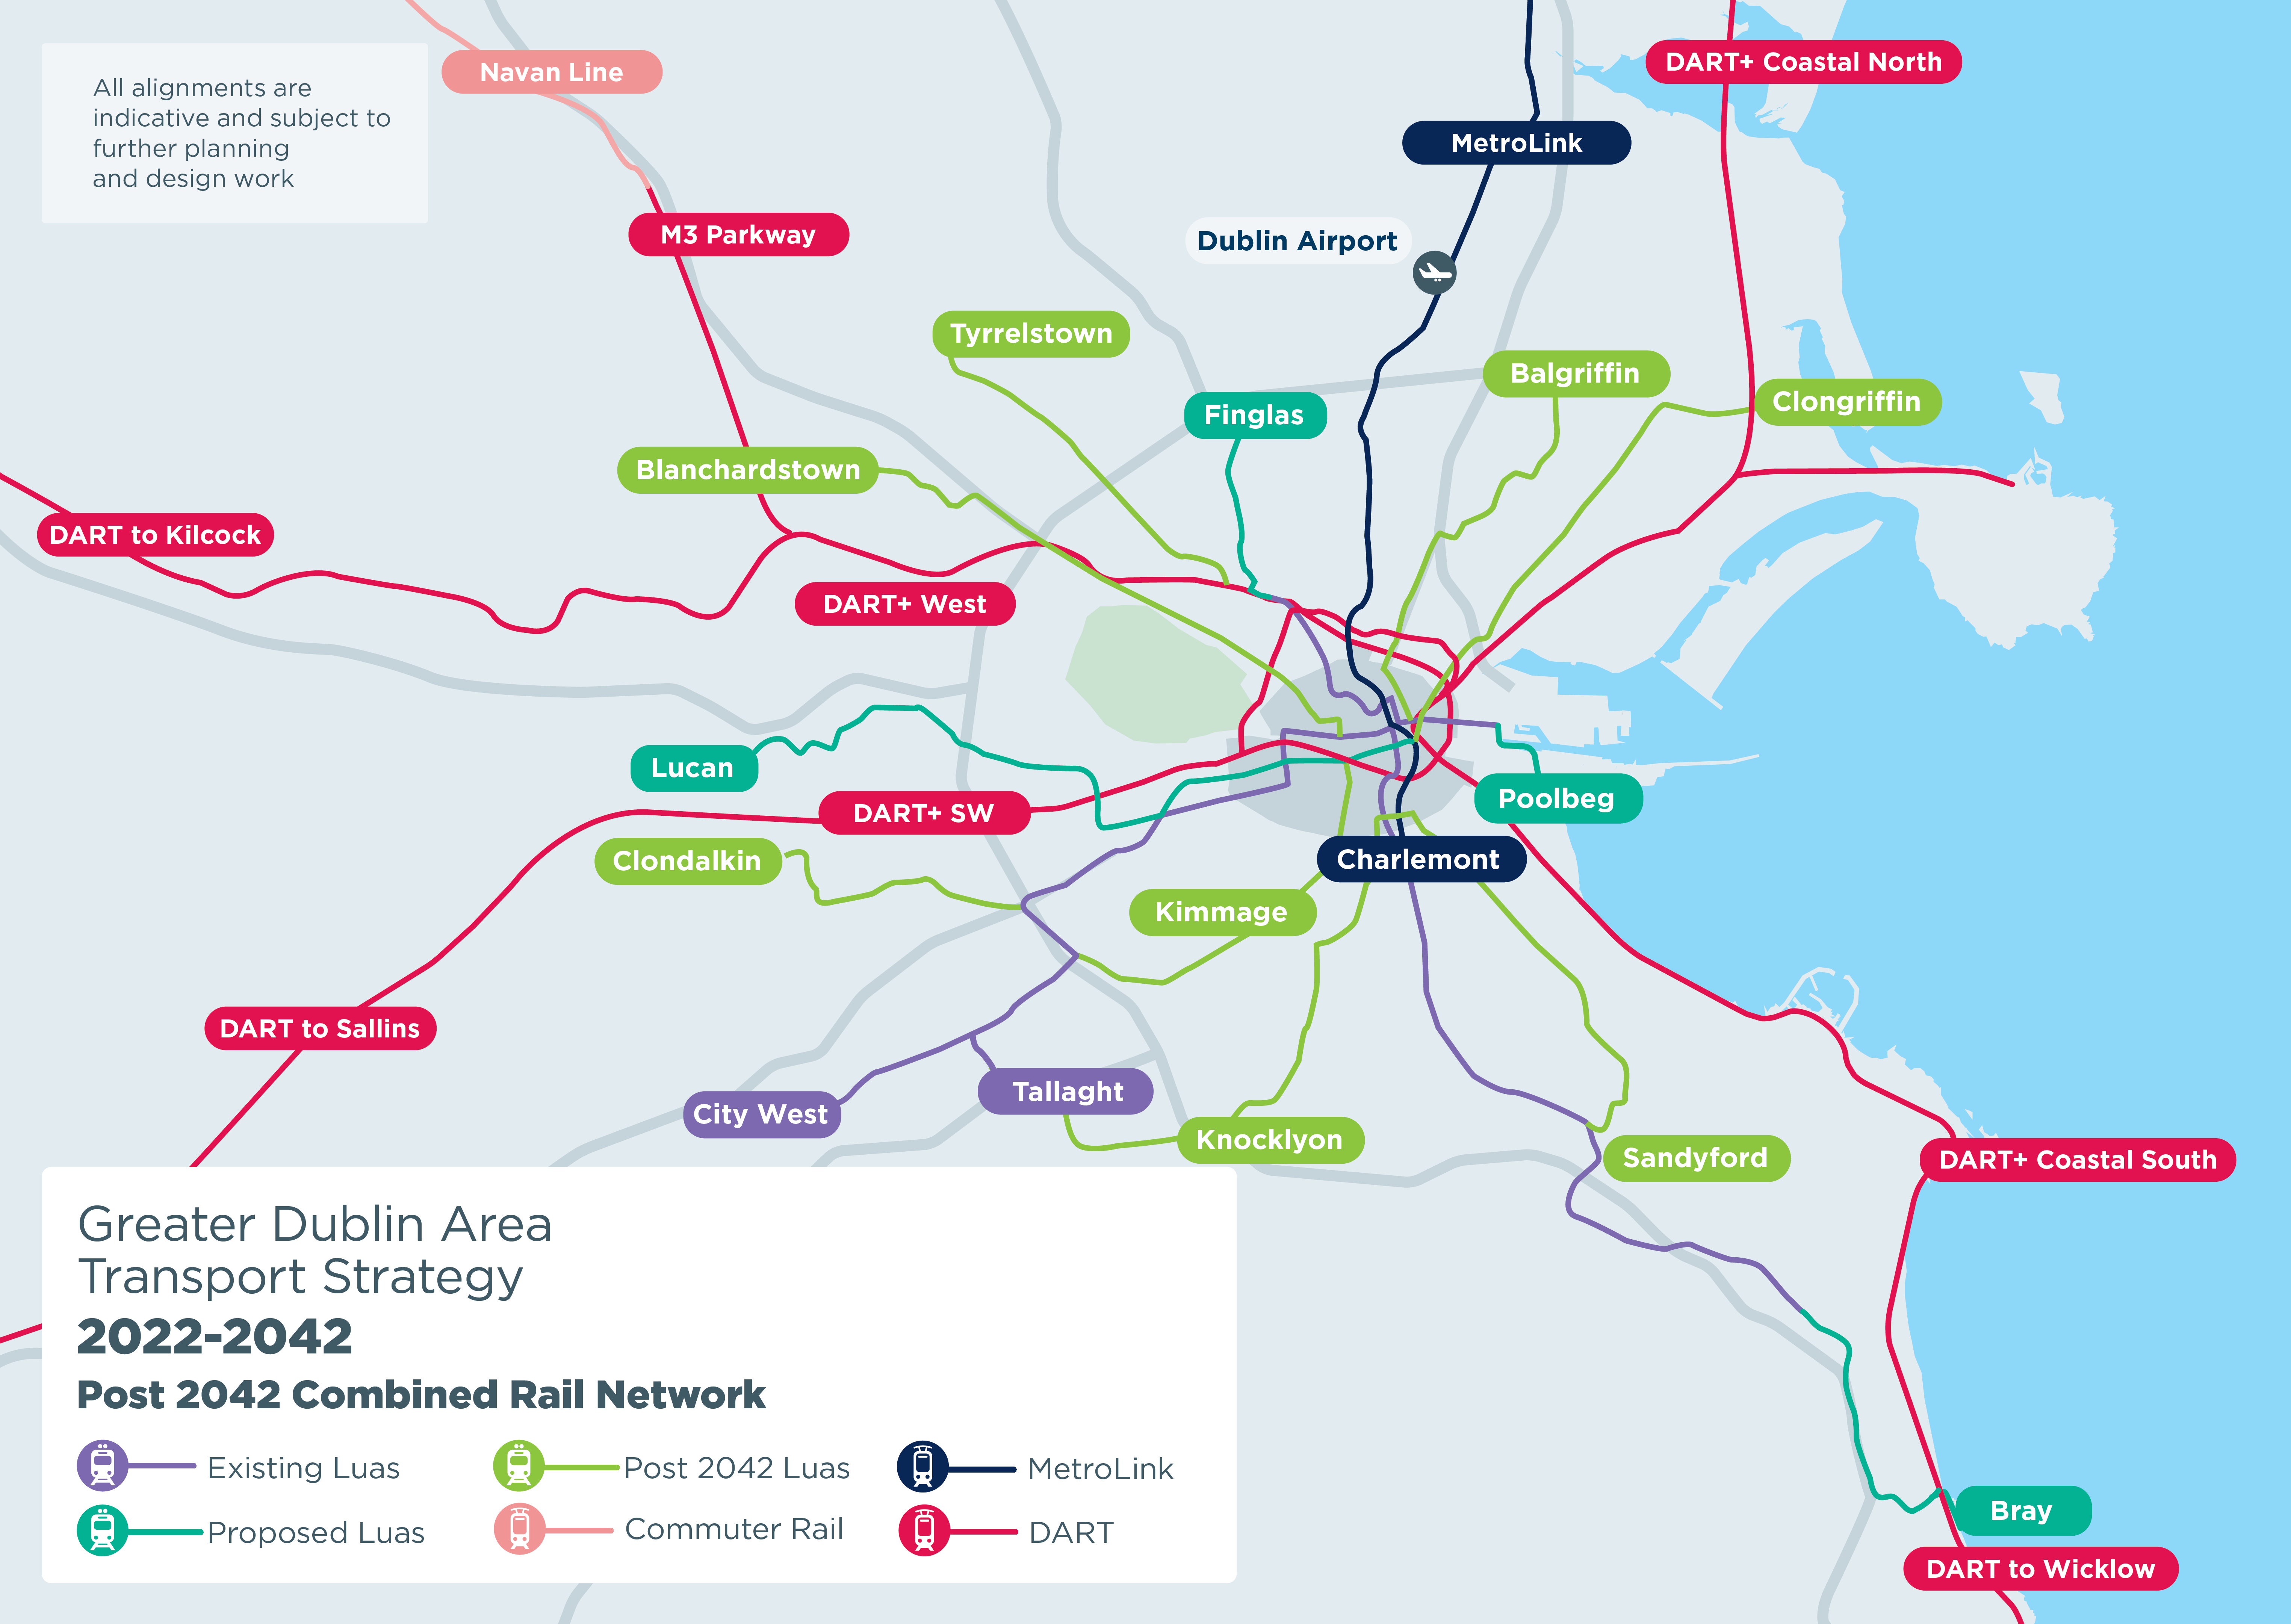 All alignments are
indicative and subject to
further planning
and design work
Navan Line
DART+ Coastal North
MetroLink
M3 Parkway
Dublin Airport
Tyrrelstown
Balgriffin
Clongriffin
Finglas
Blanchardstown
DART to Kilcock
DART+ West
Lucan
Poolbeg
DART+ SW
Clondalkin
Charlemont
Kimmage
DART to Sallins
Tallaght
City West
Knocklyon
Sandyford
DART+ Coastal South
Greater Dublin Area
Transport Strategy
2022-2042
Post 2042 Combined Rail Network
Existing Luas
Post 2042 Luas
MetroLink
Proposed Luas
Commuter Rail
DART
Bray
DART to Wicklow